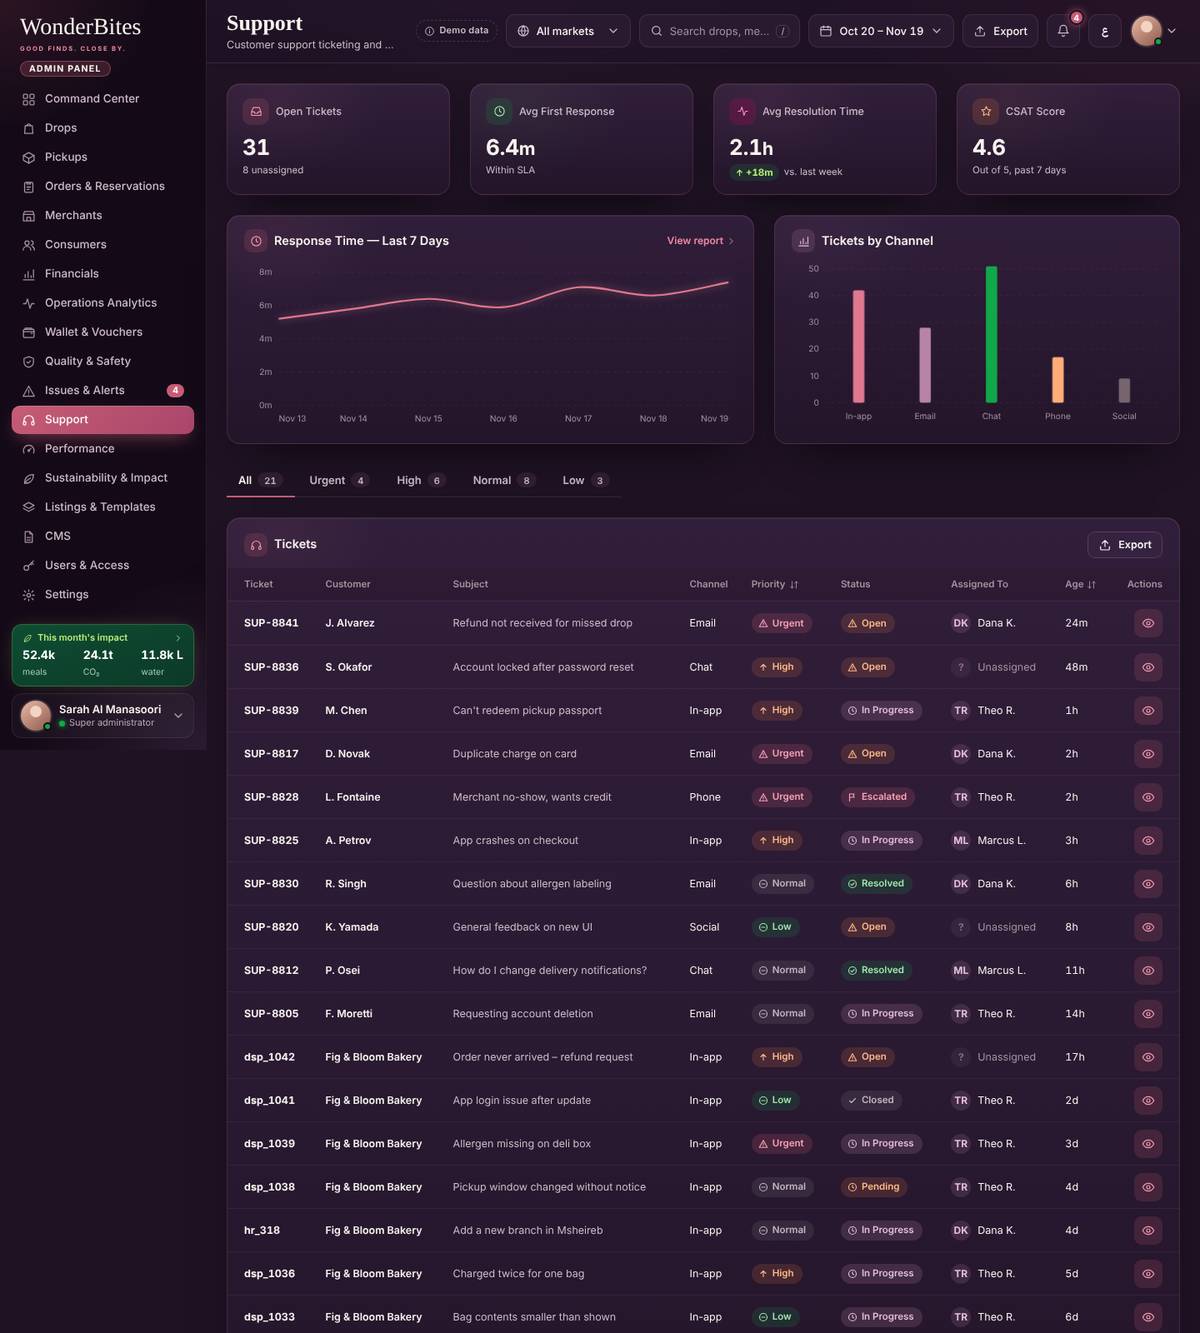 WonderBites
GOOD FINDS. CLOSE BY.
ADMIN PANEL
Command Center
Drops
Pickups
Orders & Reservations
Merchants
Consumers
Financials
Operations Analytics
Wallet & Vouchers
Quality & Safety
Issues & Alerts 4
Support
Performance
Sustainability & Impact
Listings & Templates
CMS
Users & Access
Settings
This month's impact
52.4k 24.1t 11.8k L
meals CO₂ water
Sarah Al Manasoori
Super administrator
Support
Customer support ticketing and ...
Demo data
All markets
Search drops, me... /
Oct 20 – Nov 19
Export
4
ع
Open Tickets
31
8 unassigned
Avg First Response
6.4m
Within SLA
Avg Resolution Time
2.1h
↑ +18m vs. last week
CSAT Score
4.6
Out of 5, past 7 days
Response Time — Last 7 Days View report
8m
6m
4m
2m
0m
Nov 13 Nov 14 Nov 15 Nov 16 Nov 17 Nov 18 Nov 19
Tickets by Channel
50
40
30
20
10
0
In-app Email Chat Phone Social
All 21 Urgent 4 High 6 Normal 8 Low 3
Tickets Export
Ticket Customer Subject Channel Priority Status Assigned To Age Actions
SUP-8841 J. Alvarez Refund not received for missed drop Email Urgent Open DK Dana K. 24m
SUP-8836 S. Okafor Account locked after password reset Chat High Open ? Unassigned 48m
SUP-8839 M. Chen Can't redeem pickup passport In-app High In Progress TR Theo R. 1h
SUP-8817 D. Novak Duplicate charge on card Email Urgent Open DK Dana K. 2h
SUP-8828 L. Fontaine Merchant no-show, wants credit Phone Urgent Escalated TR Theo R. 2h
SUP-8825 A. Petrov App crashes on checkout In-app High In Progress ML Marcus L. 3h
SUP-8830 R. Singh Question about allergen labeling Email Normal Resolved DK Dana K. 6h
SUP-8820 K. Yamada General feedback on new UI Social Low Open ? Unassigned 8h
SUP-8812 P. Osei How do I change delivery notifications? Chat Normal Resolved ML Marcus L. 11h
SUP-8805 F. Moretti Requesting account deletion Email Normal In Progress TR Theo R. 14h
dsp_1042 Fig & Bloom Bakery Order never arrived – refund request In-app High Open ? Unassigned 17h
dsp_1041 Fig & Bloom Bakery App login issue after update In-app Low Closed TR Theo R. 2d
dsp_1039 Fig & Bloom Bakery Allergen missing on deli box In-app Urgent In Progress TR Theo R. 3d
dsp_1038 Fig & Bloom Bakery Pickup window changed without notice In-app Normal Pending TR Theo R. 4d
hr_318 Fig & Bloom Bakery Add a new branch in Msheireb In-app Normal In Progress DK Dana K. 4d
dsp_1036 Fig & Bloom Bakery Charged twice for one bag In-app High In Progress TR Theo R. 5d
dsp_1033 Fig & Bloom Bakery Bag contents smaller than shown In-app Low In Progress TR Theo R. 6d